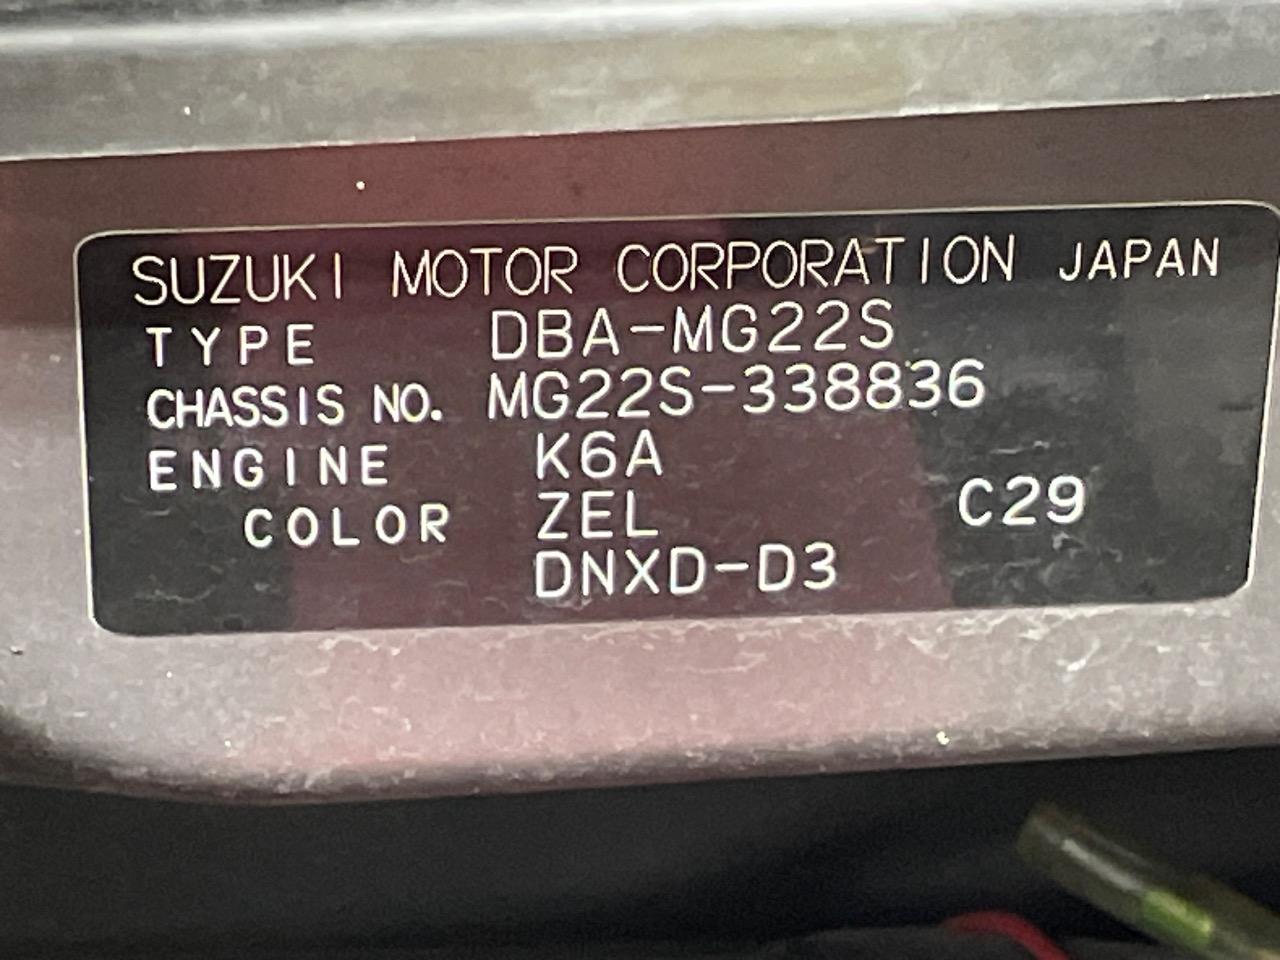 SUZUKI MOTOR CORPORATION JAPAN
TYPE DBA-MG22S
CHASSIS NO. MG22S-338836
ENGINE K6A
COLOR ZEL C29
DNXD-D3